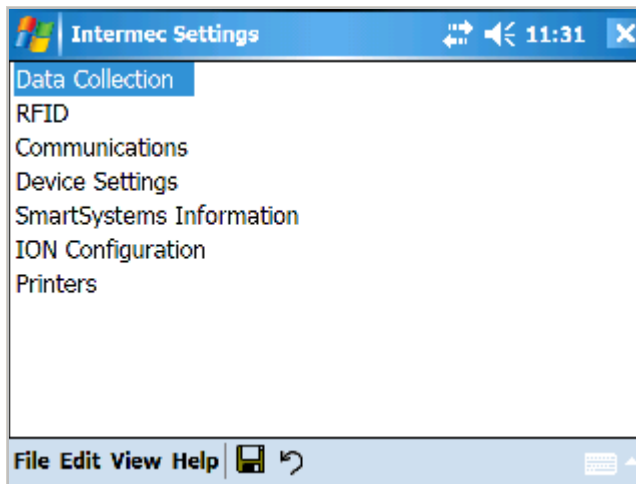 Intermec Settings 11:31
Data Collection
RFID
Communications
Device Settings
SmartSystems Information
ION Configuration
Printers
File Edit View Help